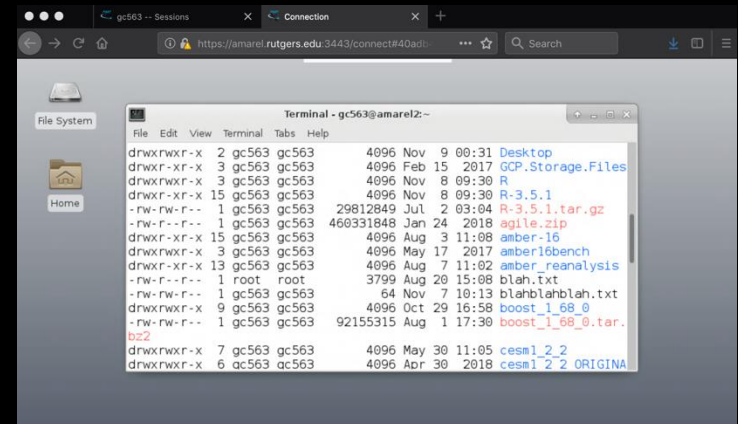 gc563 -- Sessions
Connection
https://amarel.rutgers.edu:3443/connect#40adb
Search
File System
Home
Terminal - gc563@amarel2:~
File Edit View Terminal Tabs Help
drwxrwxr-x 2 gc563 gc563 4096 Nov 9 00:31 Desktop
drwxr-xr-x 3 gc563 gc563 4096 Feb 15 2017 GCP.Storage.Files
drwxrwxr-x 3 gc563 gc563 4096 Nov 8 09:30 R
drwxrwxr-x 15 gc563 gc563 4096 Nov 8 09:30 R-3.5.1
-rw-rw-r-- 1 gc563 gc563 29812849 Jul 2 03:04 R-3.5.1.tar.gz
-rw-r--r-- 1 gc563 gc563 460331848 Jan 24 2018 agile.zip
drwxr-xr-x 15 gc563 gc563 4096 Aug 3 11:08 amber-16
drwxrwxr-x 3 gc563 gc563 4096 May 17 2017 amber16bench
drwxr-xr-x 13 gc563 gc563 4096 Aug 7 11:02 amber_reanalysis
-rw-r--r-- 1 root root 3799 Aug 20 15:08 blah.txt
-rw-rw-r-- 1 gc563 gc563 64 Nov 7 10:13 blahblahblah.txt
drwxrwxr-x 9 gc563 gc563 4096 Oct 29 16:58 boost_1_68_0
-rw-rw-r-- 1 gc563 gc563 92155315 Aug 1 17:30 boost_1_68_0.tar.
bz2
drwxrwxr-x 7 gc563 gc563 4096 May 30 11:05 cesm1_2_2
drwxrwxr-x 6 gc563 gc563 4096 Apr 30 2018 cesm1_2_2_ORIGINA